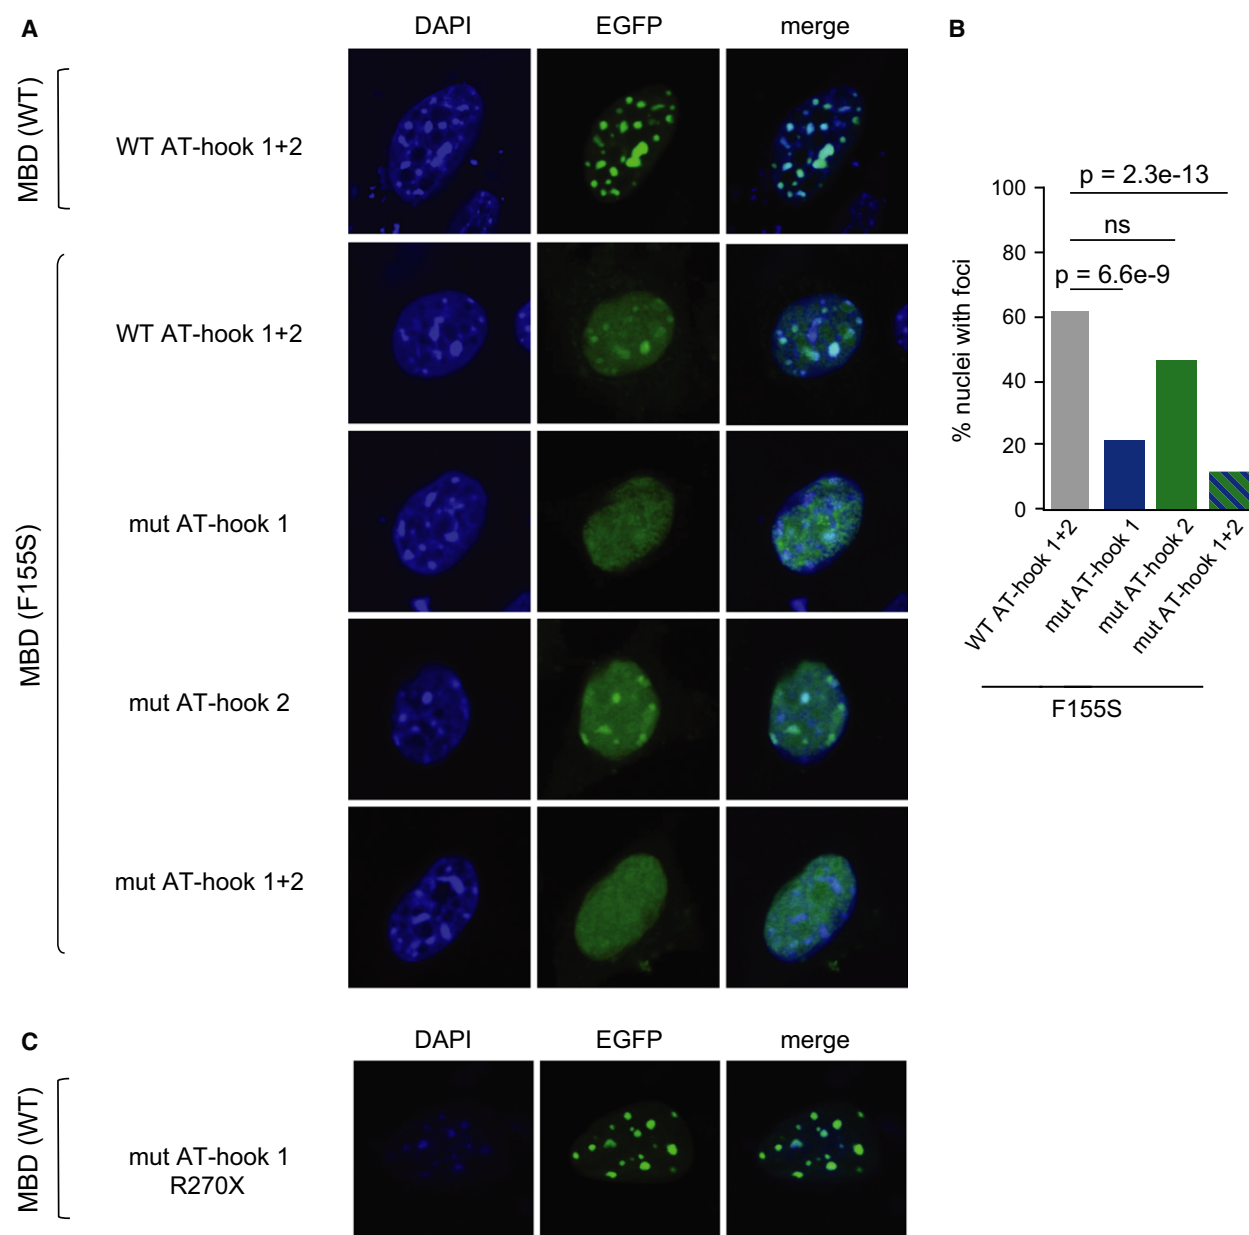 A
DAPI EGFP merge
MBD (WT)
WT AT-hook 1+2
MBD (F155S)
WT AT-hook 1+2
mut AT-hook 1
mut AT-hook 2
mut AT-hook 1+2
B
% nuclei with foci
100
80
60
40
20
0
p = 2.3e-13
ns
p = 6.6e-9
WT AT-hook 1+2
mut AT-hook 1
mut AT-hook 2
mut AT-hook 1+2
F155S
C
DAPI EGFP merge
MBD (WT)
mut AT-hook 1
R270X